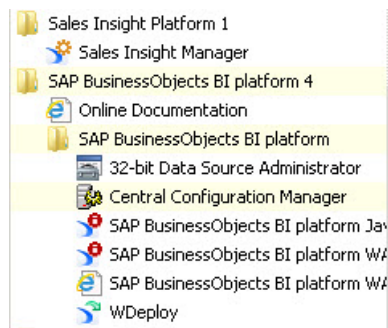 Sales Insight Platform 1
Sales Insight Manager
SAP BusinessObjects BI platform 4
Online Documentation
SAP BusinessObjects BI platform
32-bit Data Source Administrator
Central Configuration Manager
SAP BusinessObjects BI platform Jav
SAP BusinessObjects BI platform WA
SAP BusinessObjects BI platform WA
WDeploy